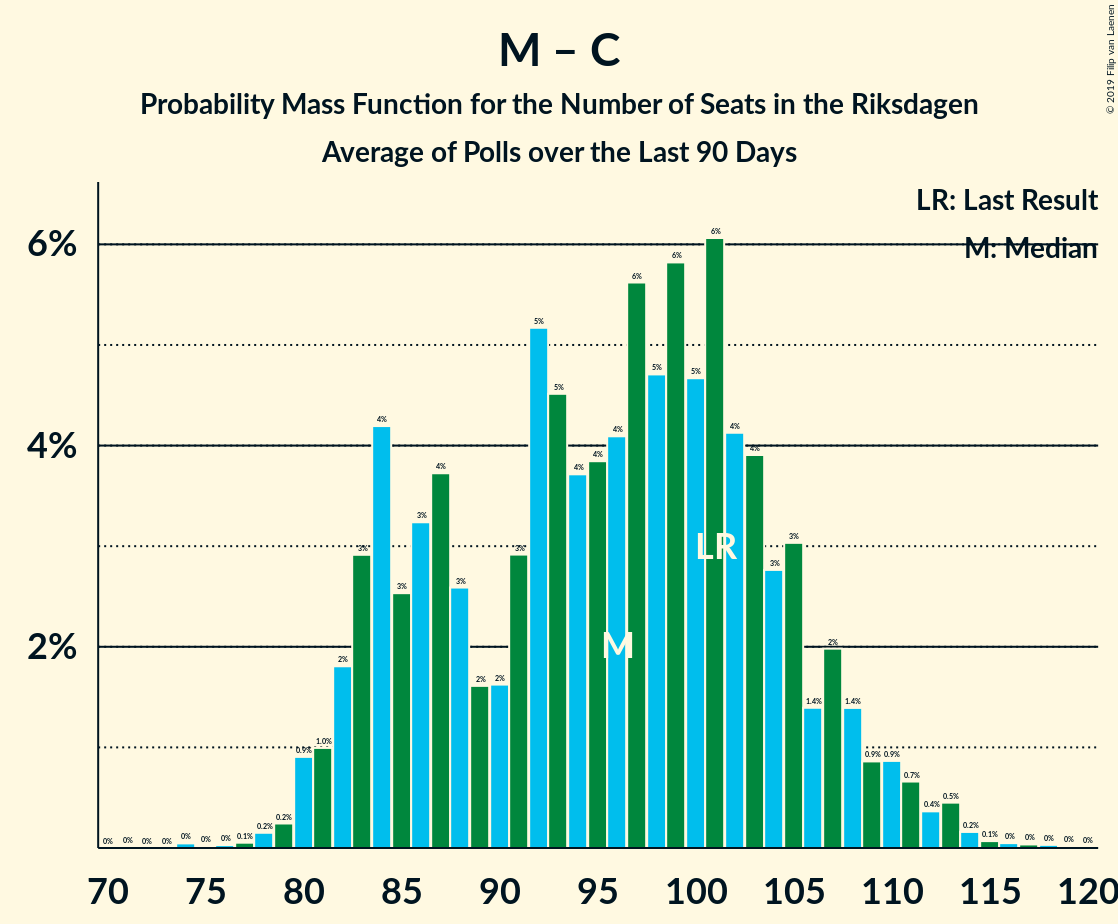 M – C
Probability Mass Function for the Number of Seats in the Riksdagen
Average of Polls over the Last 90 Days
© 2019 Filip van Laenen
LR: Last Result
M: Median
6%
4%
2%
0% 0% 0% 0% 0% 0% 0% 0.1% 0.2% 0.2% 0.9% 1.0% 2% 3% 4% 3% 3% 4% 3% 2% 2% 3% 5% 5% 4% 4% 4% 6% 5% 6% 5% 6% 4% 4% 3% 3% 1.4% 2% 1.4% 0.9% 0.9% 0.7% 0.4% 0.5% 0.2% 0.1% 0% 0% 0% 0% 0%
LR
M
70 75 80 85 90 95 100 105 110 115 120